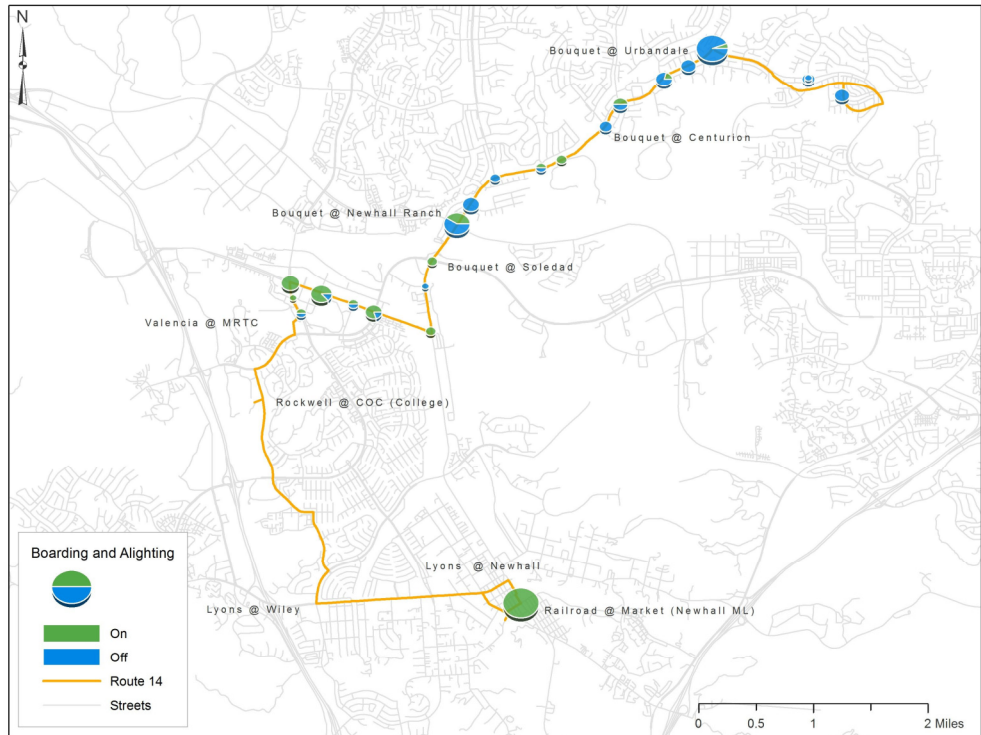 N
Bouquet @ Urbandale
Bouquet @ Centurion
Bouquet @ Newhall Ranch
Bouquet @ Soledad
Valencia @ MRTC
Rockwell @ COC (College)
Lyons @ Newhall
Lyons @ Wiley
Railroad @ Market (Newhall ML)
Boarding and Alighting
On
Off
Route 14
Streets
0 0.5 1 2 Miles